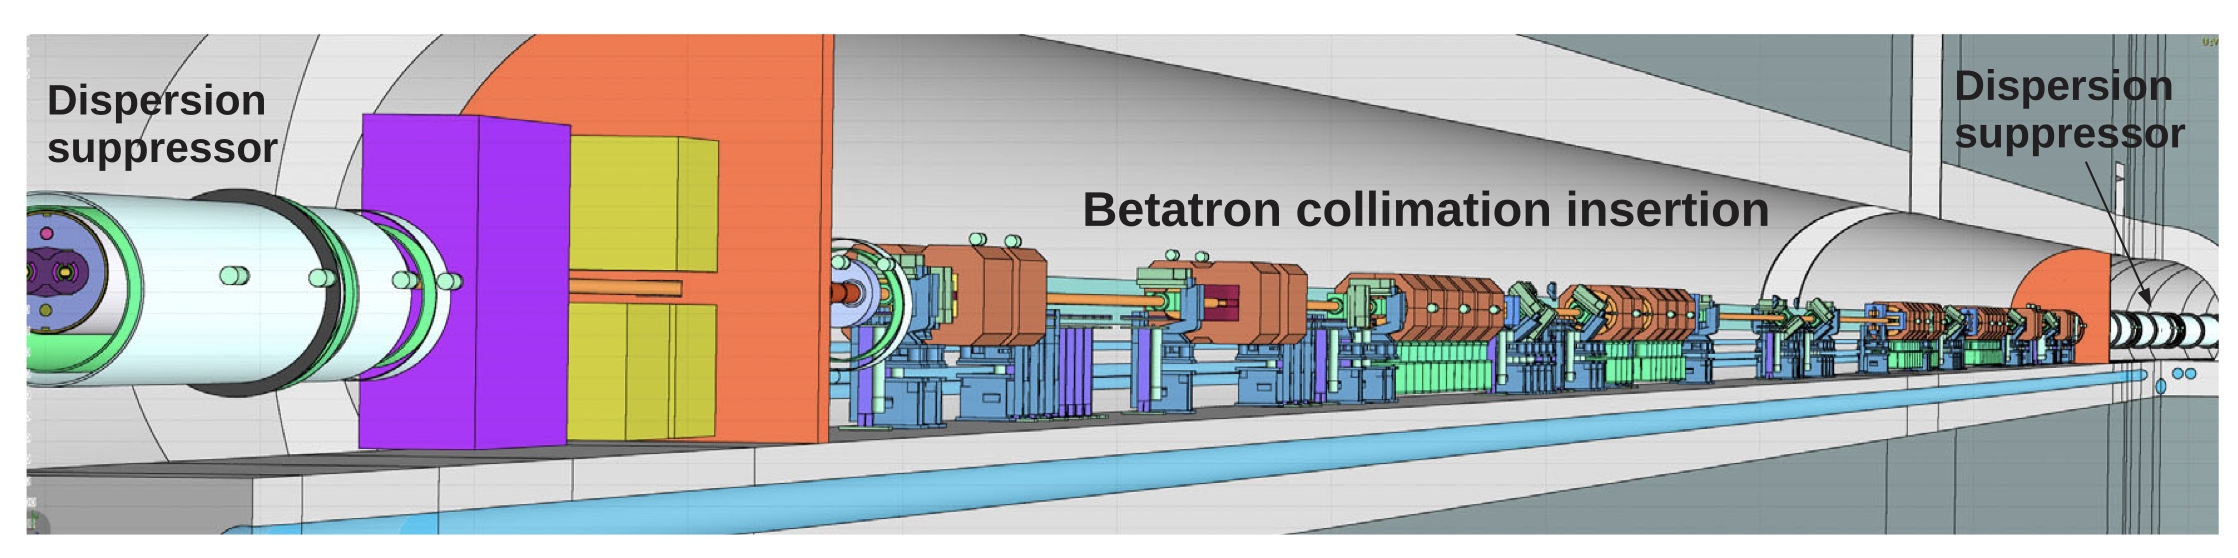 Dispersion
suppressor
Betatron collimation insertion
Dispersion
suppressor